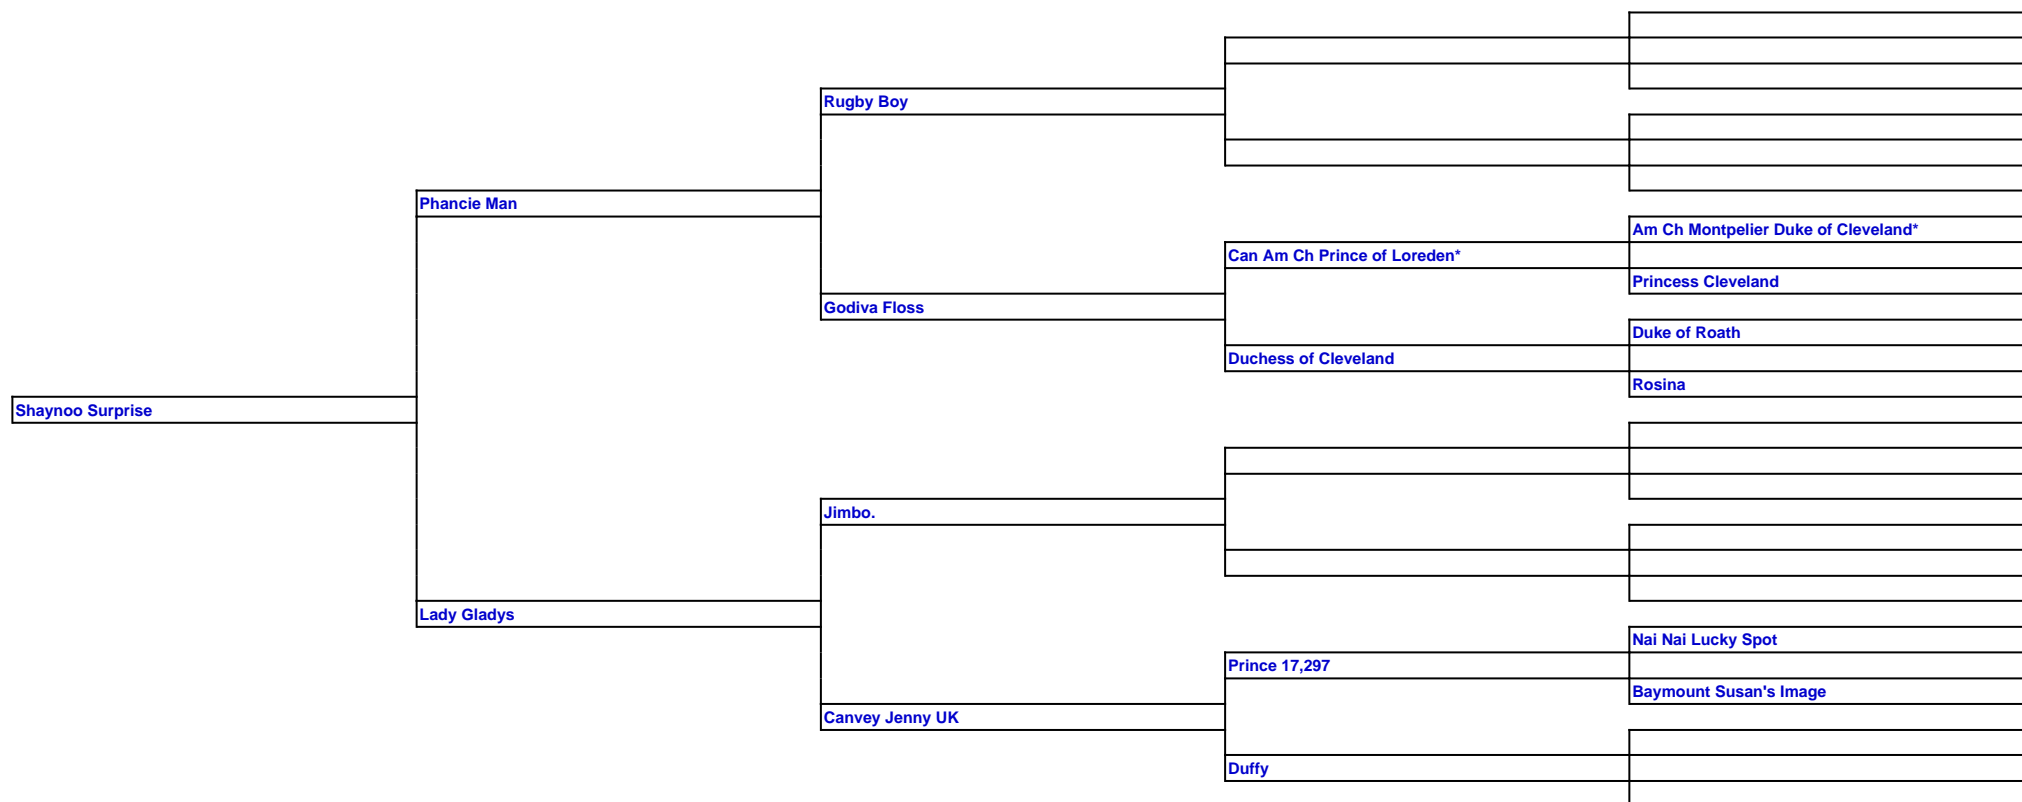 Rugby Boy
Phancie Man
Am Ch Montpelier Duke of Cleveland*
Can Am Ch Prince of Loreden*
Princess Cleveland
Godiva Floss
Duke of Roath
Duchess of Cleveland
Rosina
Shaynoo Surprise
Jimbo.
Lady Gladys
Nai Nai Lucky Spot
Prince 17,297
Baymount Susan's Image
Canvey Jenny UK
Duffy